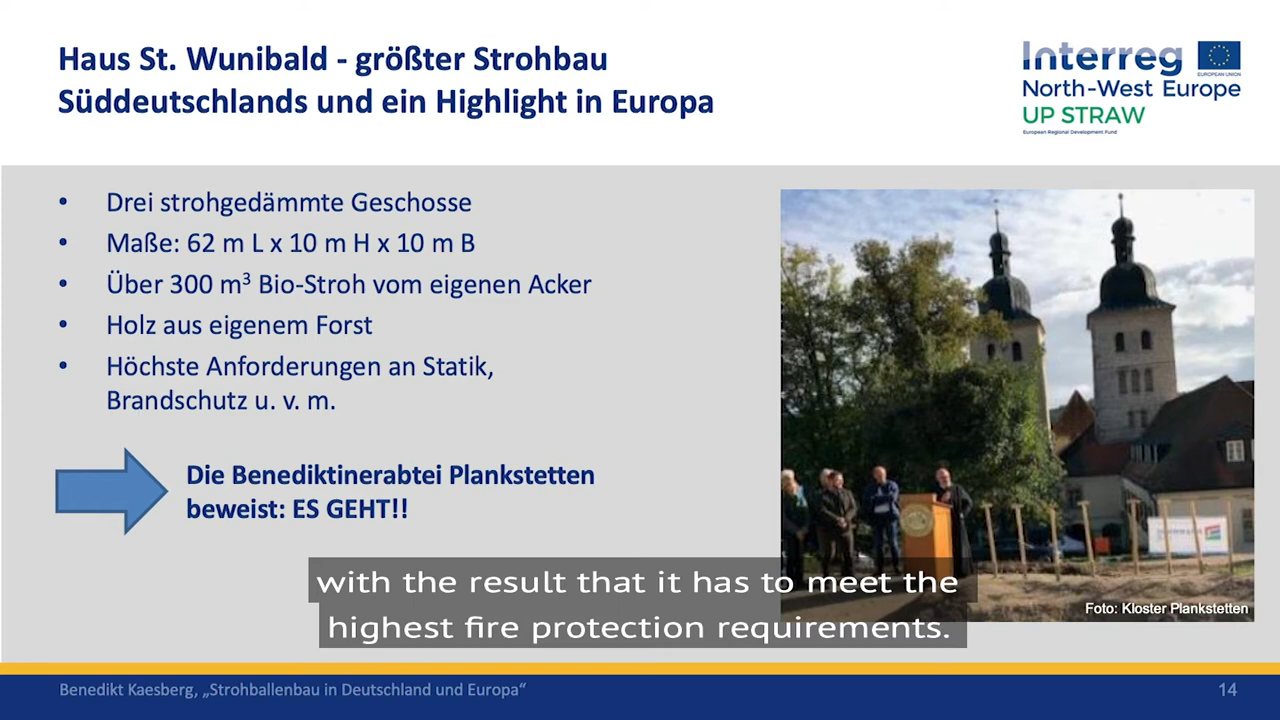 Haus St. Wunibald - größter Strohbau
Süddeutschlands und ein Highlight in Europa
Interreg
EUROPEAN UNION
North-West Europe
UP STRAW
European Regional Development Fund
• Drei strohgedämmte Geschosse
• Maße: 62 m L x 10 m H x 10 m B
• Über 300 m³ Bio-Stroh vom eigenen Acker
• Holz aus eigenem Forst
• Höchste Anforderungen an Statik,
Brandschutz u. v. m.
Die Benediktinerabtei Plankstetten
beweist: ES GEHT!!
Foto: Kloster Plankstetten
with the result that it has to meet the
highest fire protection requirements.
Benedikt Kaesberg, „Strohballenbau in Deutschland und Europa“
14